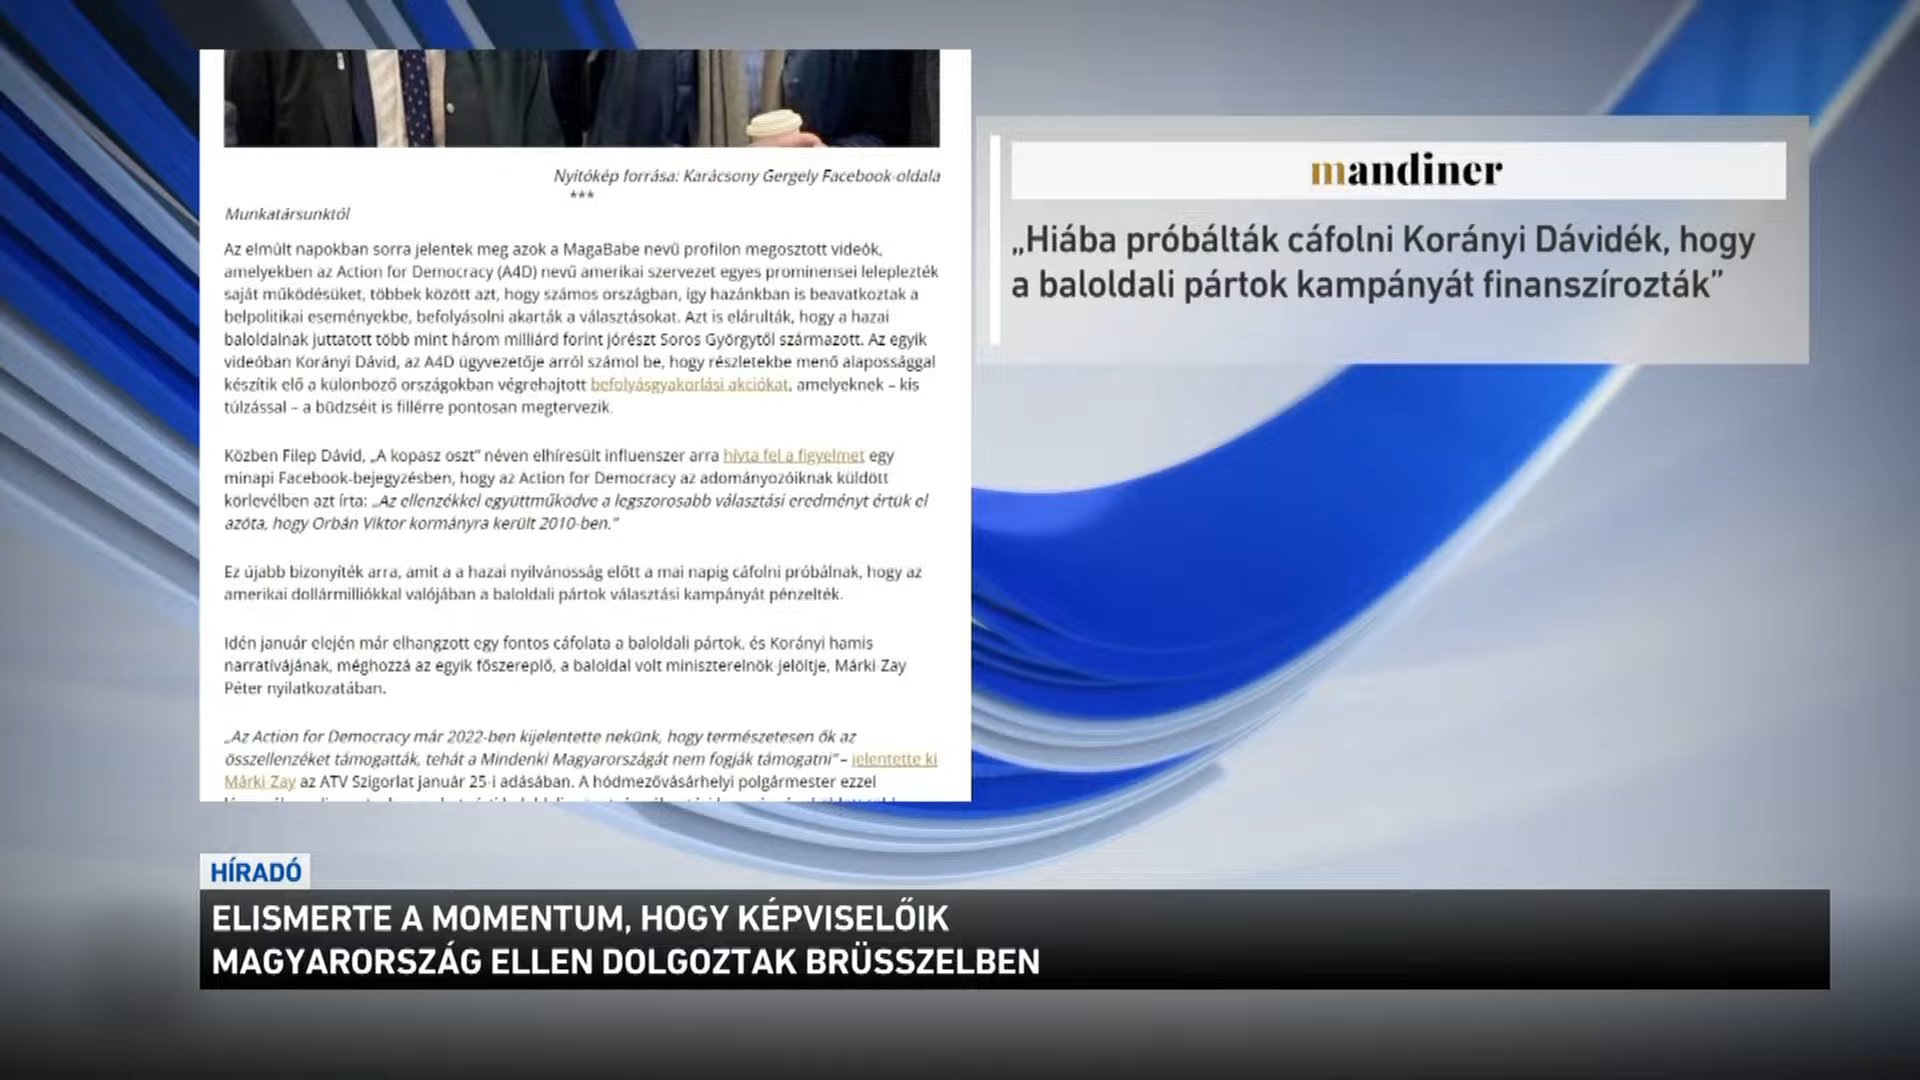 Nyitókép forrása: Karácsony Gergely Facebook-oldala
***
Munkatársunktól
Az elmúlt napokban sorra jelentek meg azok a MagaBabe nevű profilon megosztott videók,
amelyekben az Action for Democracy (A4D) nevű amerikai szervezet egyes prominensei leleplezték
saját működésüket, többek között azt, hogy számos országban, így hazánkban is beavatkoztak a
belpolitikai eseményekbe, befolyásolni akarták a választásokat. Azt is elárulták, hogy a hazai
baloldalnak juttatott több mint három milliárd forint jórészt Soros Györgytől származott. Az egyik
videóban Korányi Dávid, az A4D ügyvezetője arról számol be, hogy részletekbe menő alapossággal
készítik elő a különböző országokban végrehajtott befolyásgyakorlási akciókat, amelyeknek – kis
túlzással – a büdzséit is fillérre pontosan megtervezik.
Közben Filep Dávid, „A kopasz oszt” néven elhíresült influenszer arra hívta fel a figyelmet egy
minapi Facebook-bejegyzésben, hogy az Action for Democracy az adományozóiknak küldött
körlevélben azt írta: „Az ellenzékkel együttműködve a legszorosabb választási eredményt értük el
azóta, hogy Orbán Viktor kormányra került 2010-ben.”
Ez újabb bizonyíték arra, amit a a hazai nyilvánosság előtt a mai napig cáfolni próbálnak, hogy az
amerikai dollármilliókkal valójában a baloldali pártok választási kampányát pénzelték.
Idén január elején már elhangzott egy fontos cáfolata a baloldali pártok, és Korányi hamis
narratívájának, méghozzá az egyik főszereplő, a baloldal volt miniszterelnök-jelöltje, Márki-Zay
Péter nyilatkozatában.
„Az Action for Democracy már 2022-ben kijelentette nekünk, hogy természetesen ők az
összellenzéket támogatták, tehát a Mindenki Magyarországát nem fogják támogatni” – jelentette ki
Márki-Zay az ATV Szigorlat január 25-i adásában. A hódmezővásárhelyi polgármester ezzel
mandiner
„Hiába próbálták cáfolni Korányi Dávidék, hogy
a baloldali pártok kampányát finanszírozták”
HÍRADÓ
ELISMERTE A MOMENTUM, HOGY KÉPVISELŐIK
MAGYARORSZÁG ELLEN DOLGOZTAK BRÜSSZELBEN